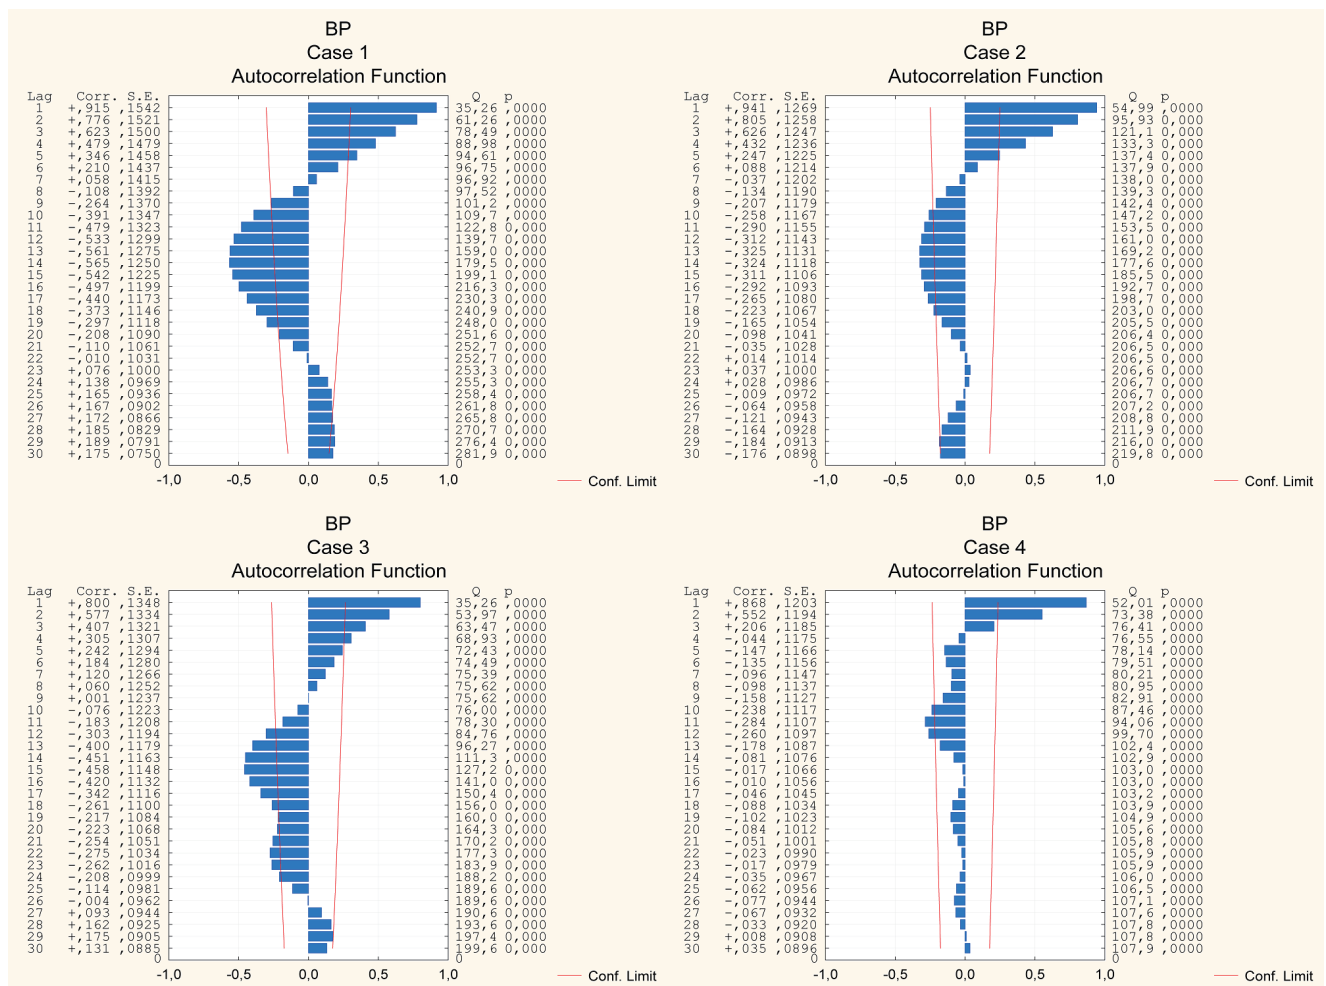 BP
Case 1
Autocorrelation Function
Lag Corr. S.E. Q p
1 +,915 ,1542 35,26 ,0000
2 +,776 ,1521 61,26 ,0000
3 +,623 ,1500 78,49 ,0000
4 +,479 ,1479 88,98 ,0000
5 +,346 ,1458 94,61 ,0000
6 +,210 ,1437 96,75 ,0000
7 +,058 ,1415 96,92 ,0000
8 -,108 ,1392 97,52 ,0000
9 -,264 ,1370 101,2 ,0000
10 -,391 ,1347 109,7 ,0000
11 -,479 ,1323 122,8 0,000
12 -,533 ,1299 139,7 0,000
13 -,561 ,1275 159,0 0,000
14 -,565 ,1250 179,5 0,000
15 -,542 ,1225 199,1 0,000
16 -,497 ,1199 216,3 0,000
17 -,440 ,1173 230,3 0,000
18 -,373 ,1146 240,9 0,000
19 -,297 ,1118 248,0 0,000
20 -,208 ,1090 251,6 0,000
21 -,110 ,1061 252,7 0,000
22 -,010 ,1031 252,7 0,000
23 +,076 ,1000 253,3 0,000
24 +,138 ,0969 255,3 0,000
25 +,165 ,0936 258,4 0,000
26 +,167 ,0902 261,8 0,000
27 +,172 ,0866 265,8 0,000
28 +,185 ,0829 270,7 0,000
29 +,189 ,0791 276,4 0,000
30 +,175 ,0750 281,9 0,000
0 0
-1,0 -0,5 0,0 0,5 1,0
Conf. Limit
BP
Case 2
Autocorrelation Function
Lag Corr. S.E. Q p
1 +,941 ,1269 54,99 ,0000
2 +,805 ,1258 95,93 0,000
3 +,626 ,1247 121,1 0,000
4 +,432 ,1236 133,3 0,000
5 +,247 ,1225 137,4 0,000
6 +,088 ,1214 137,9 0,000
7 -,037 ,1202 138,0 0,000
8 -,134 ,1190 139,3 0,000
9 -,207 ,1179 142,4 0,000
10 -,258 ,1167 147,2 0,000
11 -,290 ,1155 153,5 0,000
12 -,312 ,1143 161,0 0,000
13 -,325 ,1131 169,2 0,000
14 -,324 ,1118 177,6 0,000
15 -,311 ,1106 185,5 0,000
16 -,292 ,1093 192,7 0,000
17 -,265 ,1080 198,7 0,000
18 -,223 ,1067 203,0 0,000
19 -,165 ,1054 205,5 0,000
20 -,098 ,1041 206,4 0,000
21 -,035 ,1028 206,5 0,000
22 +,014 ,1014 206,5 0,000
23 +,037 ,1000 206,6 0,000
24 +,028 ,0986 206,7 0,000
25 -,009 ,0972 206,7 0,000
26 -,064 ,0958 207,2 0,000
27 -,121 ,0943 208,8 0,000
28 -,164 ,0928 211,9 0,000
29 -,184 ,0913 216,0 0,000
30 -,176 ,0898 219,8 0,000
0 0
-1,0 -0,5 0,0 0,5 1,0
Conf. Limit
BP
Case 3
Autocorrelation Function
Lag Corr. S.E. Q p
1 +,800 ,1348 35,26 ,0000
2 +,577 ,1334 53,97 ,0000
3 +,407 ,1321 63,47 ,0000
4 +,305 ,1307 68,93 ,0000
5 +,242 ,1294 72,43 ,0000
6 +,184 ,1280 74,49 ,0000
7 +,120 ,1266 75,39 ,0000
8 +,060 ,1252 75,62 ,0000
9 +,001 ,1237 75,62 ,0000
10 -,076 ,1223 76,00 ,0000
11 -,183 ,1208 78,30 ,0000
12 -,303 ,1194 84,76 ,0000
13 -,400 ,1179 96,27 ,0000
14 -,451 ,1163 111,3 ,0000
15 -,458 ,1148 127,2 0,000
16 -,420 ,1132 141,0 0,000
17 -,342 ,1116 150,4 0,000
18 -,261 ,1100 156,0 0,000
19 -,217 ,1084 160,0 0,000
20 -,223 ,1068 164,3 0,000
21 -,254 ,1051 170,2 0,000
22 -,275 ,1034 177,3 0,000
23 -,262 ,1016 183,9 0,000
24 -,208 ,0999 188,2 0,000
25 -,114 ,0981 189,6 0,000
26 -,004 ,0962 189,6 0,000
27 +,093 ,0944 190,6 0,000
28 +,162 ,0925 193,6 0,000
29 +,175 ,0905 197,4 0,000
30 +,131 ,0885 199,6 0,000
0 0
-1,0 -0,5 0,0 0,5 1,0
Conf. Limit
BP
Case 4
Autocorrelation Function
Lag Corr. S.E. Q p
1 +,868 ,1203 52,01 ,0000
2 +,552 ,1194 73,38 ,0000
3 +,206 ,1185 76,41 ,0000
4 -,044 ,1175 76,55 ,0000
5 -,147 ,1166 78,14 ,0000
6 -,135 ,1156 79,51 ,0000
7 -,096 ,1147 80,21 ,0000
8 -,098 ,1137 80,95 ,0000
9 -,158 ,1127 82,91 ,0000
10 -,238 ,1117 87,46 ,0000
11 -,284 ,1107 94,06 ,0000
12 -,260 ,1097 99,70 ,0000
13 -,178 ,1087 102,4 ,0000
14 -,081 ,1076 102,9 ,0000
15 -,017 ,1066 103,0 ,0000
16 -,010 ,1056 103,0 ,0000
17 -,046 ,1045 103,2 ,0000
18 -,088 ,1034 103,9 ,0000
19 -,102 ,1023 104,9 ,0000
20 -,084 ,1012 105,6 ,0000
21 -,051 ,1001 105,8 ,0000
22 -,023 ,0990 105,9 ,0000
23 -,017 ,0979 105,9 ,0000
24 -,035 ,0967 106,0 ,0000
25 -,062 ,0956 106,5 ,0000
26 -,077 ,0944 107,1 ,0000
27 -,067 ,0932 107,6 ,0000
28 -,033 ,0920 107,8 ,0000
29 +,008 ,0908 107,8 ,0000
30 +,035 ,0896 107,9 ,0000
0 0
-1,0 -0,5 0,0 0,5 1,0
Conf. Limit